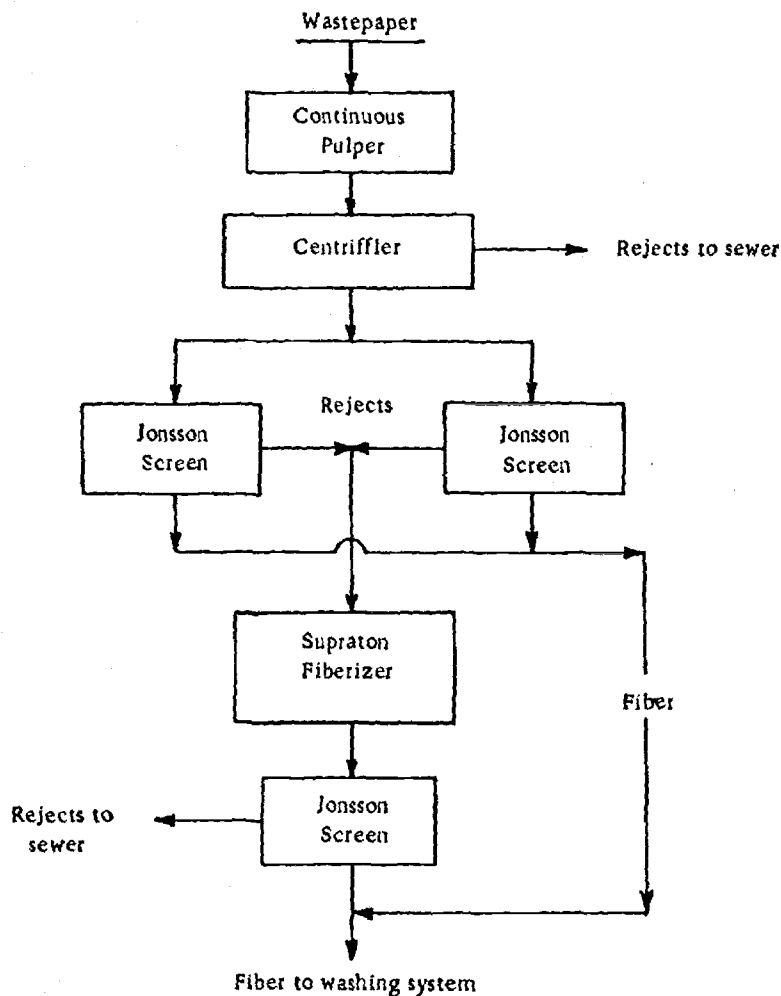 Wastepaper
Continuous
Pulper
Centriffler
Rejects to sewer
Jonsson
Screen
Rejects
Jonsson
Screen
Supraton
Fiberizer
Fiber
Rejects to
sewer
Jonsson
Screen
Fiber to washing system